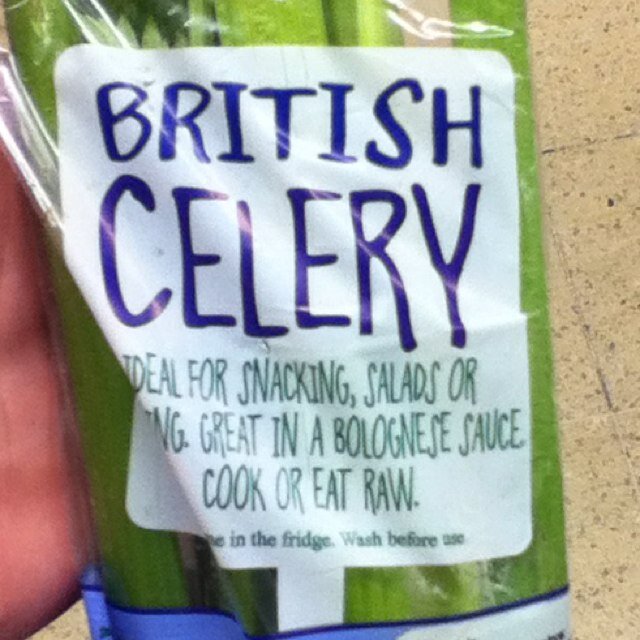 BRITISH
CELERY
IDEAL FOR SNACKING, SALADS OR
GREAT IN A BOLOGNESE SAUCE.
COOK OR EAT RAW.
in the fridge. Wash before use